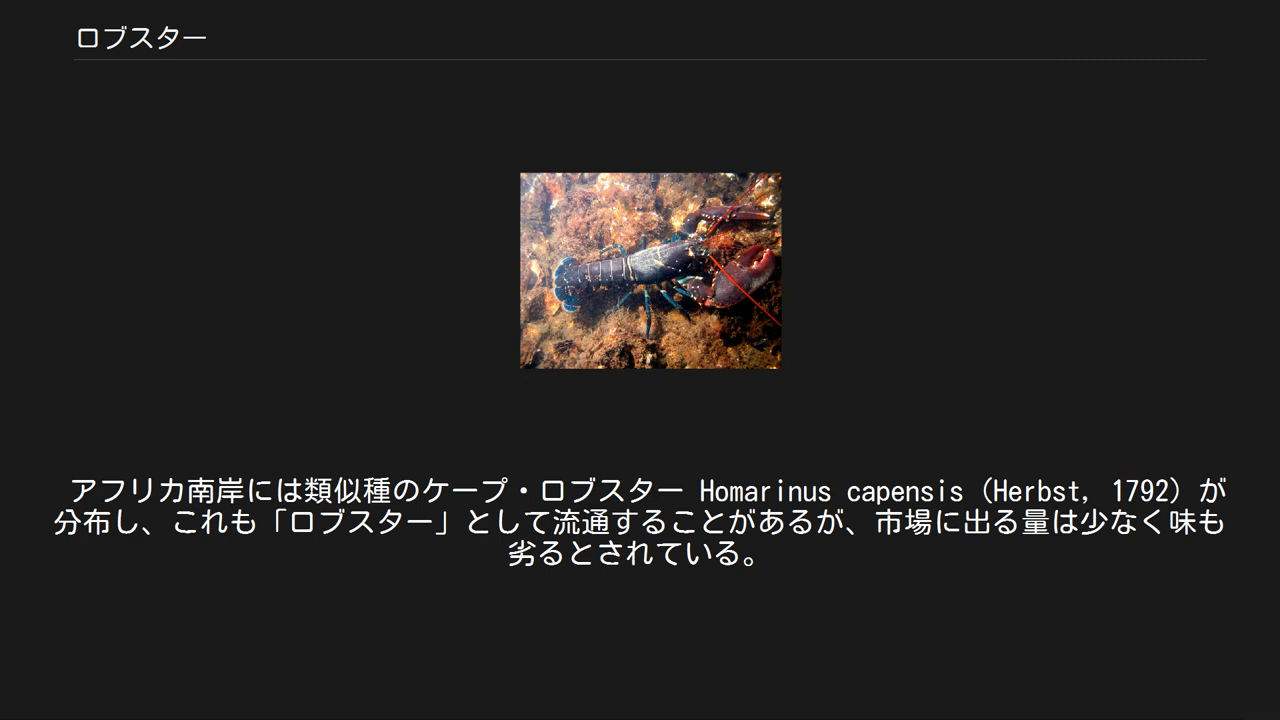 ロブスター
アフリカ南岸には類似種のケープ・ロブスター Homarinus capensis (Herbst, 1792) が
分布し、これも「ロブスター」として流通することがあるが、市場に出る量は少なく味も
劣るとされている。